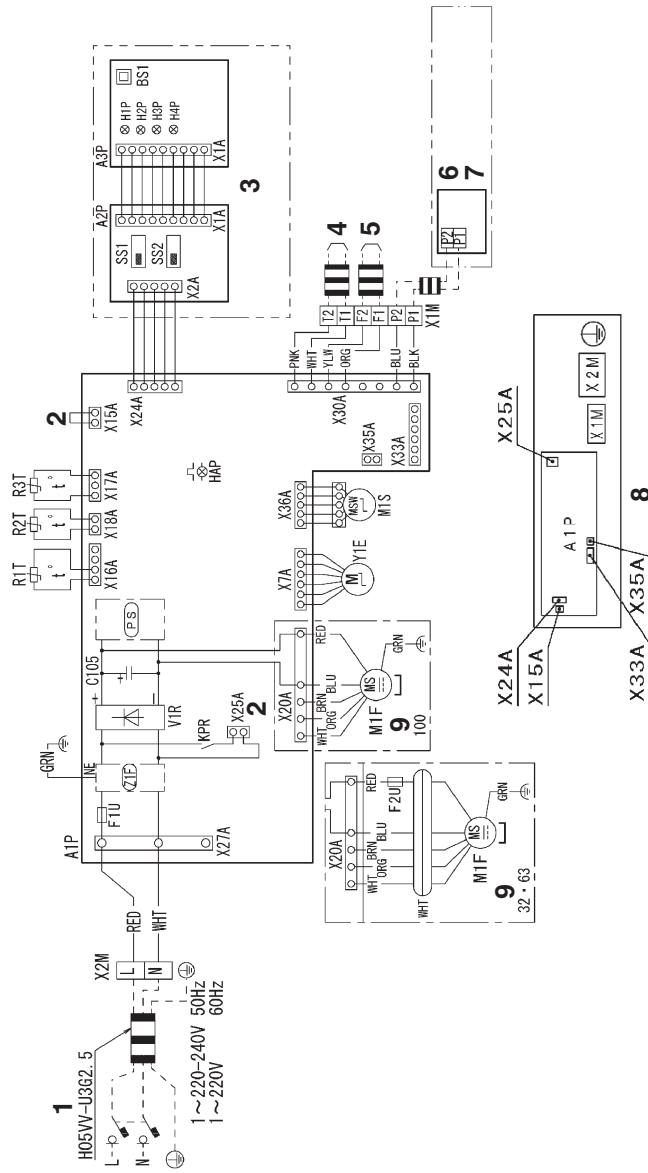 1
H05VV-U3G2.5
L
N
1~220-240V 50Hz
1~220V 60Hz
X2M
L
N
RED
WHT
A1P
X27A
F1U
GRN
NE
Z1F
V1R
+
-
KPR
X25A
2
C105
+
PS
R1T
t°
X16A
R2T
t°
X18A
R3T
t°
X17A
2
X15A
HAP
X24A
X2A
SS1
SS2
A2P
X1A
A3P
X1A
H1P
H2P
H3P
H4P
BS1
3
X20A
WHT
ORG
BRN
BLU
RED
MS
M1F
GRN
9
100
X20A
WHT
ORG
BRN
BLU
RED
F2U
WHT
MS
M1F
GRN
9
32・63
X7A
M
Y1E
X36A
MSW
M1S
X35A
X33A
X30A
PNK
WHT
YLW
ORG
BLU
BLK
T2
T1
F2
F1
P2
P1
X1M
4
5
P2
P1
6
7
X24A
X15A
X25A
A1P
X1M
X2M
X33A
X35A
8